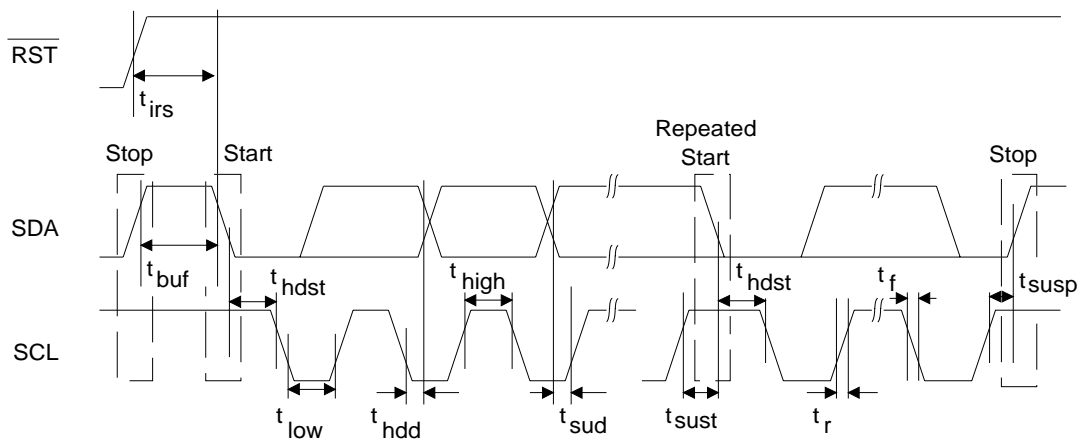 RST
t irs
Repeated
Stop Start Start Stop
SDA
t buf t hdst t high t hdst t f t susp
SCL
t low t hdd t sud t sust t r